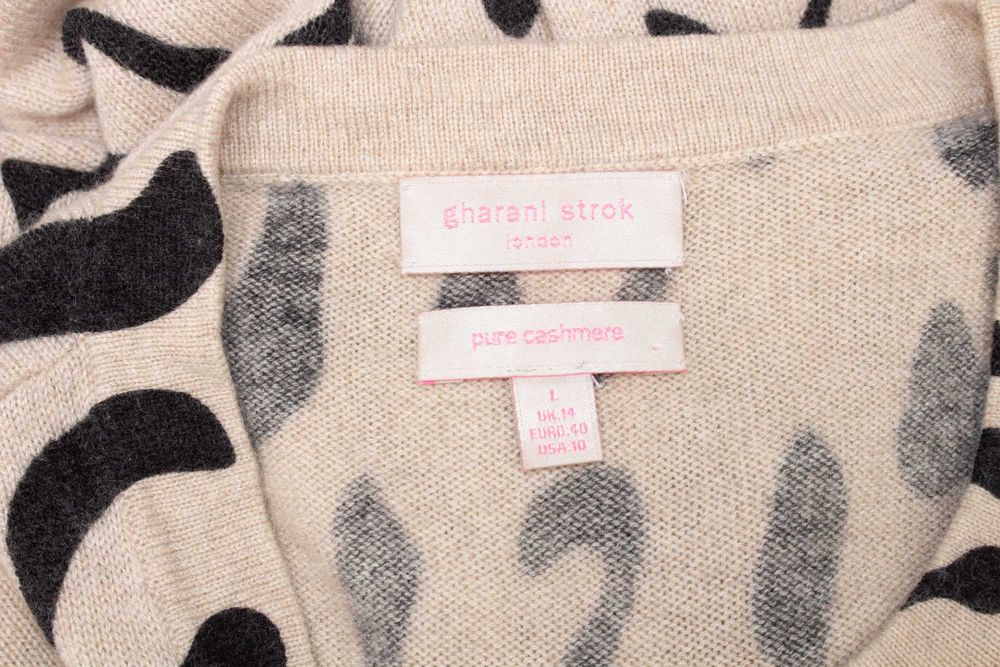 gharani strok
london
pure cashmere
L
UK:14
EURO:40
USA:10